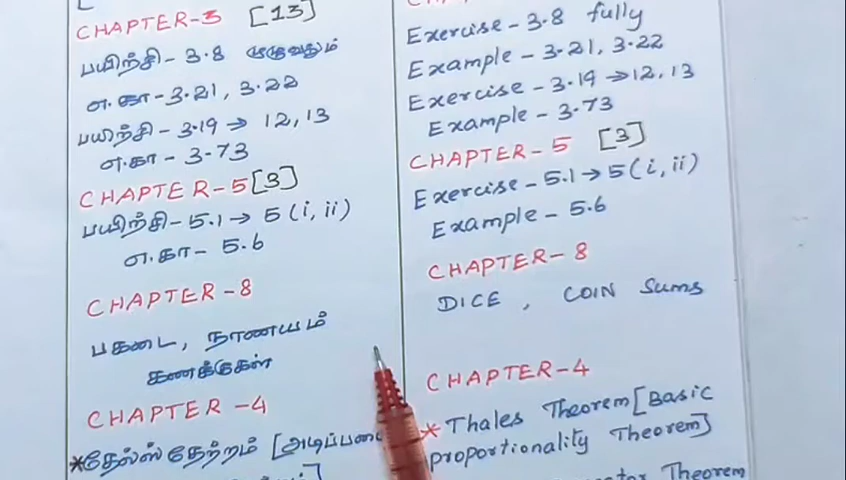 CHAPTER-3 [13]
பயிற்சி - 3.8 முழுவதும்
எ.கா - 3.21, 3.22
பயிற்சி - 3.19 → 12, 13
எ.கா - 3.73
CHAPTER-5 [3]
பயிற்சி - 5.1 → 5 (i, ii)
எ.கா - 5.6
CHAPTER-8
பகடை, நாணயம்
கணக்குகள்
CHAPTER-4
*தேல்ஸ் தேற்றம் [அடிப்படை
Exercise - 3.8 fully
Example - 3.21, 3.22
Exercise - 3.19 → 12, 13
Example - 3.73
CHAPTER-5 [3]
Exercise - 5.1 → 5 (i, ii)
Example - 5.6
CHAPTER-8
DICE , COIN Sums
CHAPTER-4
*Thales Theorem [Basic
proportionality Theorem]
Theorem